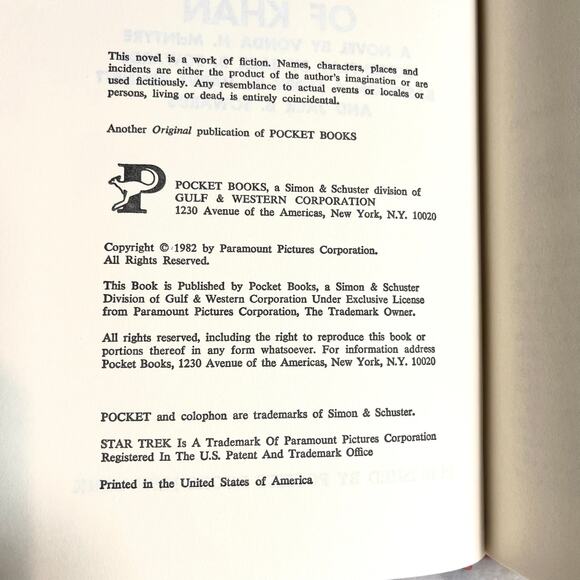 OF KHAN
A NOVEL BY VONDA N. McINTYRE
This novel is a work of fiction. Names, characters, places and
incidents are either the product of the author's imagination or are
used fictitiously. Any resemblance to actual events or locales or
persons, living or dead, is entirely coincidental.
Another Original publication of POCKET BOOKS
P
POCKET BOOKS, a Simon & Schuster division of
GULF & WESTERN CORPORATION
1230 Avenue of the Americas, New York, N.Y. 10020
Copyright © 1982 by Paramount Pictures Corporation.
All Rights Reserved.
This Book is Published by Pocket Books, a Simon & Schuster
Division of Gulf & Western Corporation Under Exclusive License
from Paramount Pictures Corporation, The Trademark Owner.
All rights reserved, including the right to reproduce this book or
portions thereof in any form whatsoever. For information address
Pocket Books, 1230 Avenue of the Americas, New York, N.Y. 10020
POCKET and colophon are trademarks of Simon & Schuster.
STAR TREK Is A Trademark Of Paramount Pictures Corporation
Registered In The U.S. Patent And Trademark Office
Printed in the United States of America